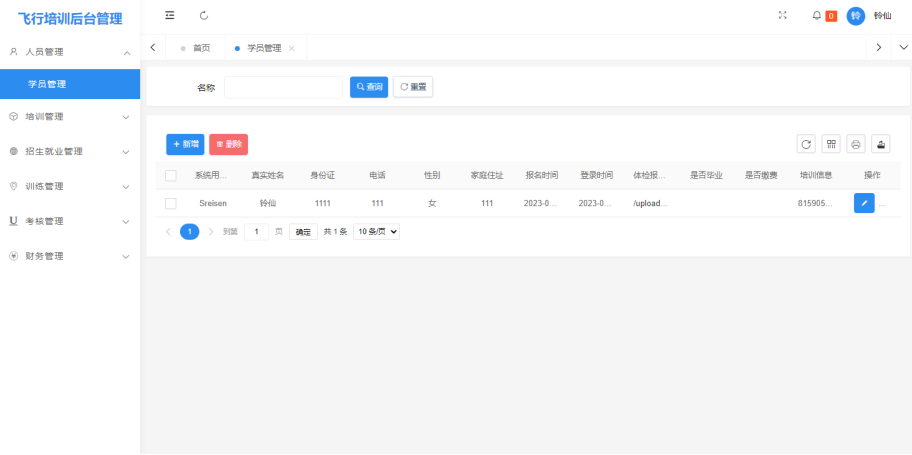 飞行培训后台管理
0
铃
铃仙
人员管理
首页
学员管理
学员管理
名称
查询
重置
培训管理
招生就业管理
新增
删除
训练管理
系统用...
真实姓名
身份证
电话
性别
家庭住址
报名时间
登录时间
体检报...
是否毕业
是否缴费
培训信息
操作
考核管理
Sreisen
铃仙
1111
111
女
111
2023-0...
2023-0...
/upload...
815905...
...
财务管理
1
到第
1
页
确定
共 1 条
10 条/页